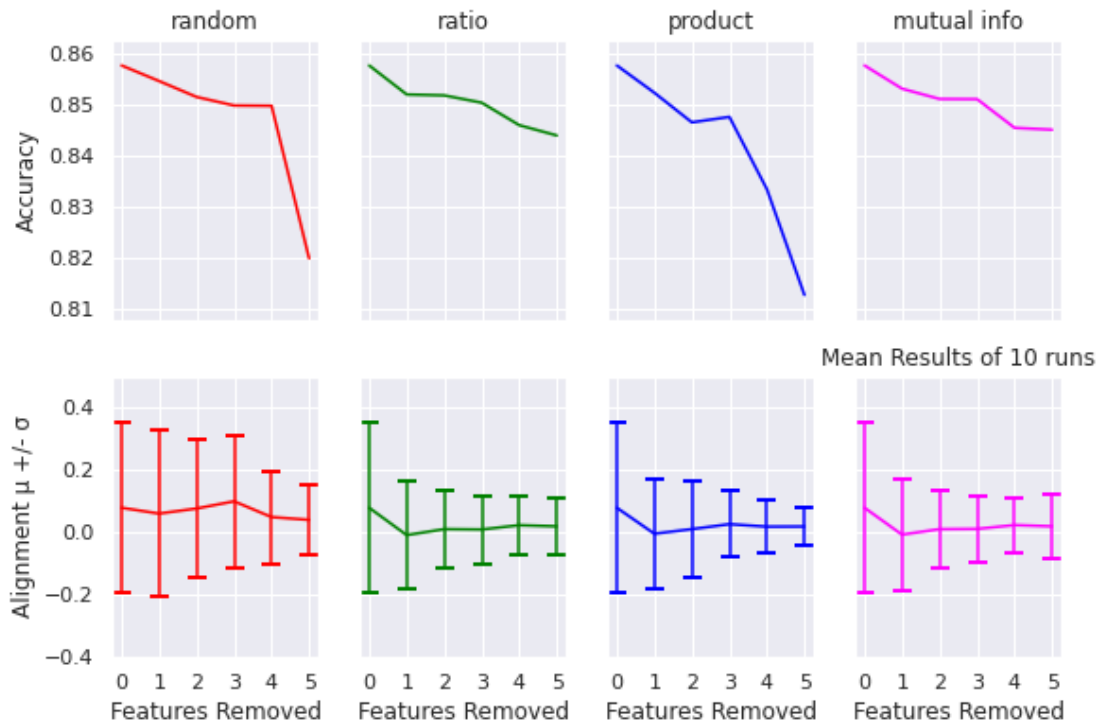 random ratio product mutual info
Accuracy
0.86
0.85
0.84
0.83
0.82
0.81
Mean Results of 10 runs
Alignment µ +/- σ
0.4
0.2
0.0
−0.2
−0.4
0 1 2 3 4 5 0 1 2 3 4 5 0 1 2 3 4 5 0 1 2 3 4 5
Features Removed Features Removed Features Removed Features Removed